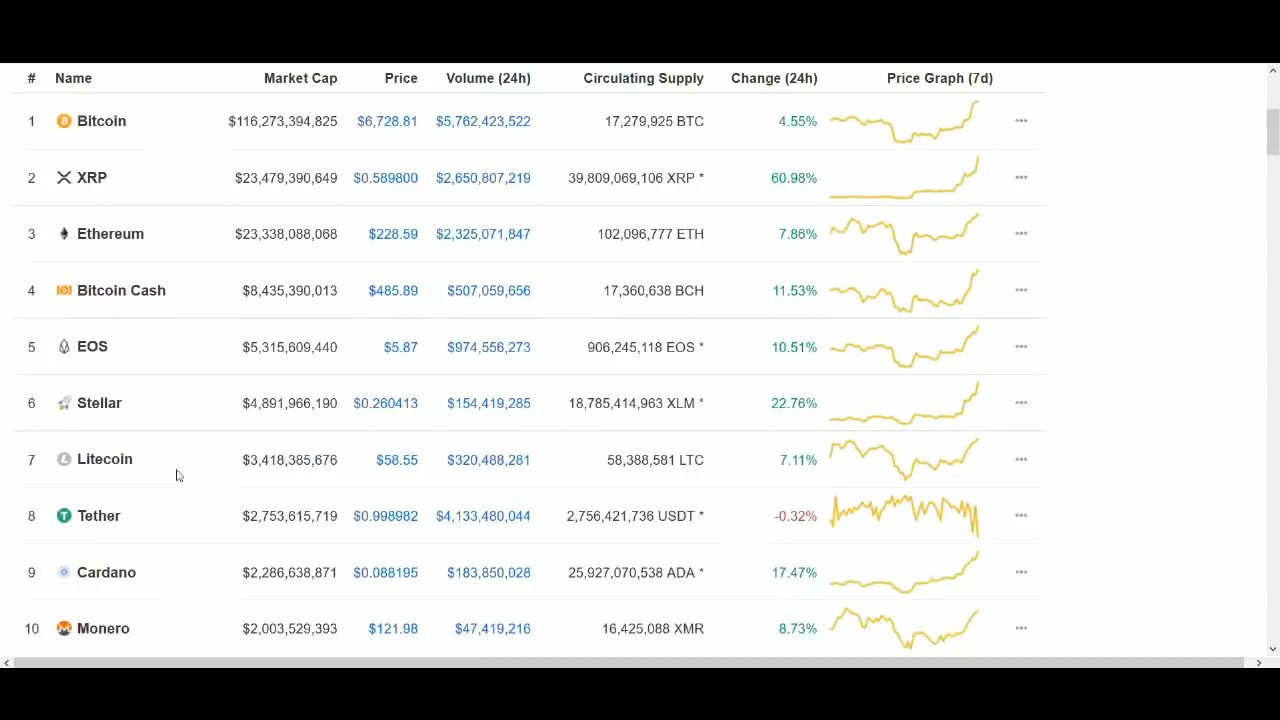 # Name Market Cap Price Volume (24h) Circulating Supply Change (24h) Price Graph (7d)
1 Bitcoin $116,273,394,825 $6,728.81 $5,762,423,522 17,279,925 BTC 4.55%
2 XRP $23,479,390,649 $0.589800 $2,650,807,219 39,809,069,106 XRP * 60.98%
3 Ethereum $23,338,088,068 $228.59 $2,325,071,847 102,096,777 ETH 7.86%
4 Bitcoin Cash $8,435,390,013 $485.89 $507,059,656 17,360,638 BCH 11.53%
5 EOS $5,315,609,440 $5.87 $974,556,273 906,245,118 EOS * 10.51%
6 Stellar $4,891,966,190 $0.260413 $154,419,285 18,785,414,963 XLM * 22.76%
7 Litecoin $3,418,385,676 $58.55 $320,488,281 58,388,581 LTC 7.11%
8 Tether $2,753,615,719 $0.998982 $4,133,480,044 2,756,421,736 USDT * -0.32%
9 Cardano $2,286,638,871 $0.088195 $183,850,028 25,927,070,538 ADA * 17.47%
10 Monero $2,003,529,393 $121.98 $47,419,216 16,425,088 XMR 8.73%